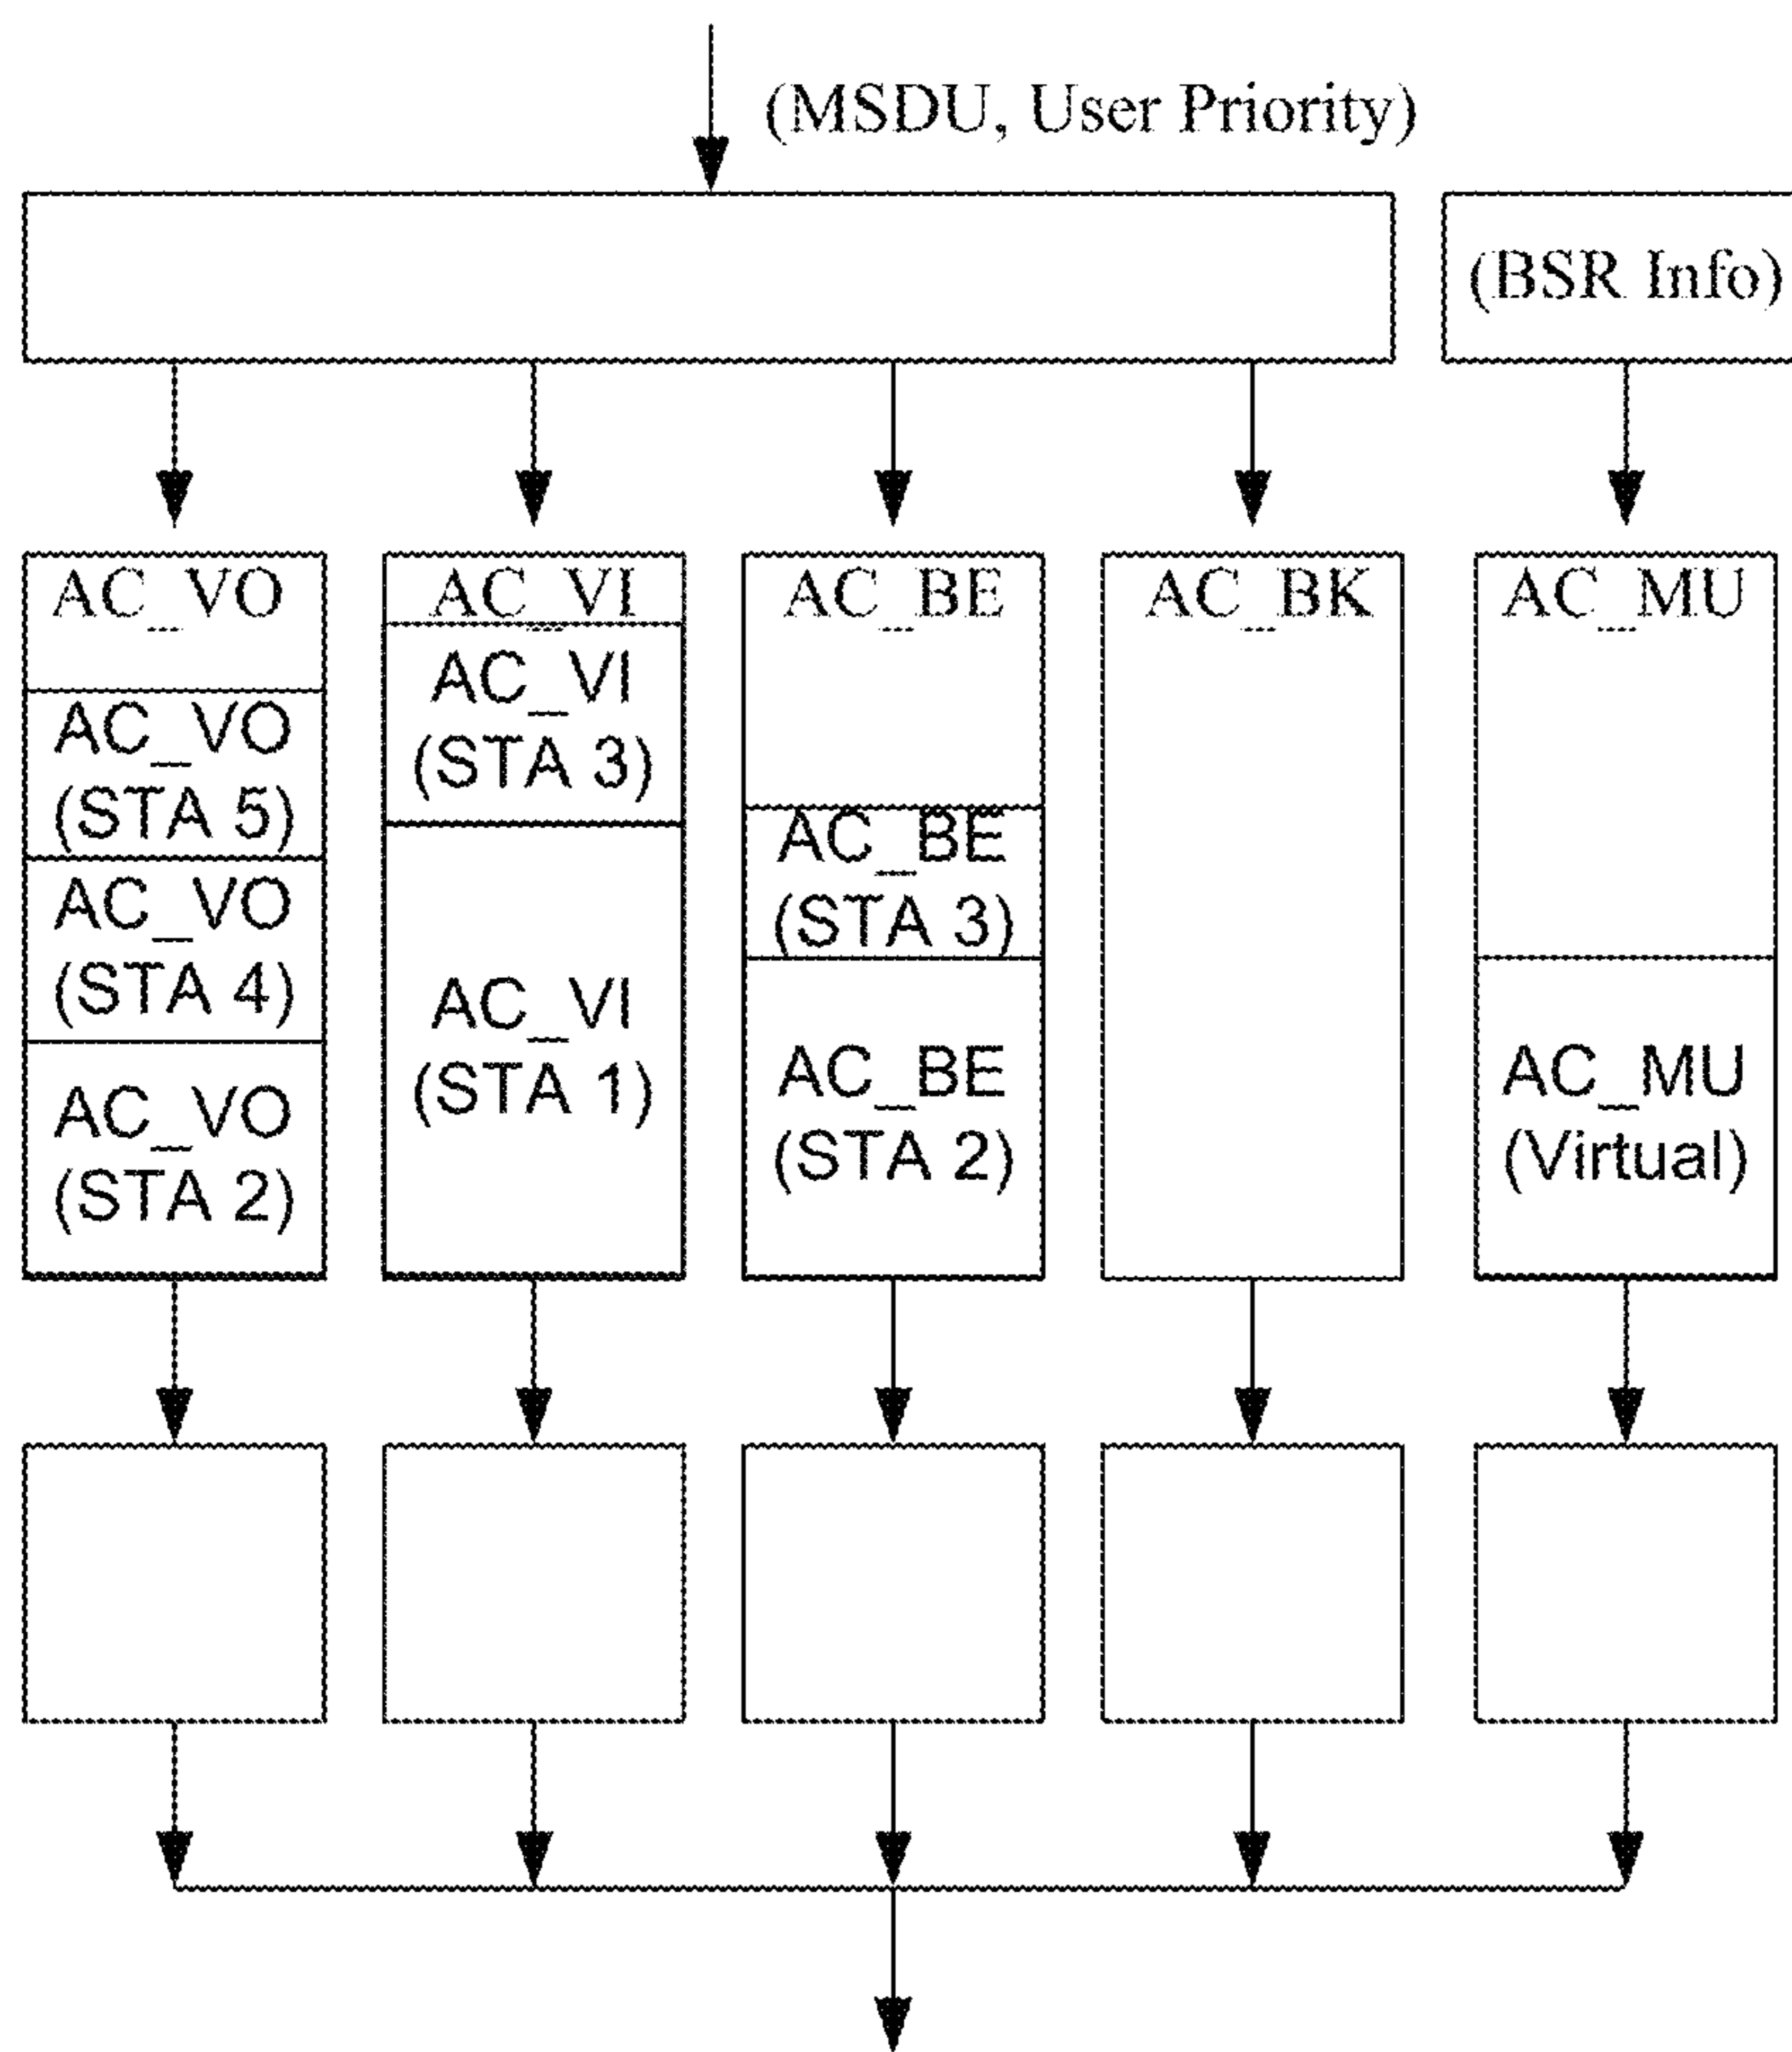 (MSDU, User Priority)
(BSR Info)
AC_VO
AC_VI
AC_BE
AC_BK
AC_MU
AC_VO
(STA 5)
AC_VO
(STA 4)
AC_VO
(STA 2)
AC_VI
(STA 3)
AC_VI
(STA 1)
AC_BE
(STA 3)
AC_BE
(STA 2)
AC_MU
(Virtual)